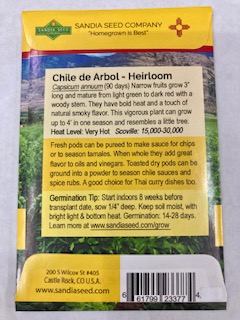 SANDIA SEED
SANDIA SEED COMPANY
"Homegrown is Best"
Chile de Arbol - Heirloom
Capsicum annuum (90 days) Narrow fruits grow 3"
long and mature from light green to dark red with a
woody stem. They have bold heat and a touch of
natural smoky flavor. This vigorous plant can grow
up to 4' in one season and resembles a little tree.
Heat Level: Very Hot Scoville: 15,000-30,000
Fresh pods can be pureed to make sauce for chips
or to season tamales. When whole they add great
flavor to oils and vinegars. Toasted dry pods can be
ground into a powder to season chile sauces and
spice rubs. A good choice for Thai curry dishes too.
Germination Tip: Start indoors 8 weeks before
transplant date, sow 1/4" deep. Keep soil moist, with
bright light & bottom heat. Germination: 14-28 days.
Learn more at www.sandiaseed.com/grow
200 S Wilcox St #405
Castle Rock, CO U.S.A.
www.sandiaseed.com
6 61799 23377 4